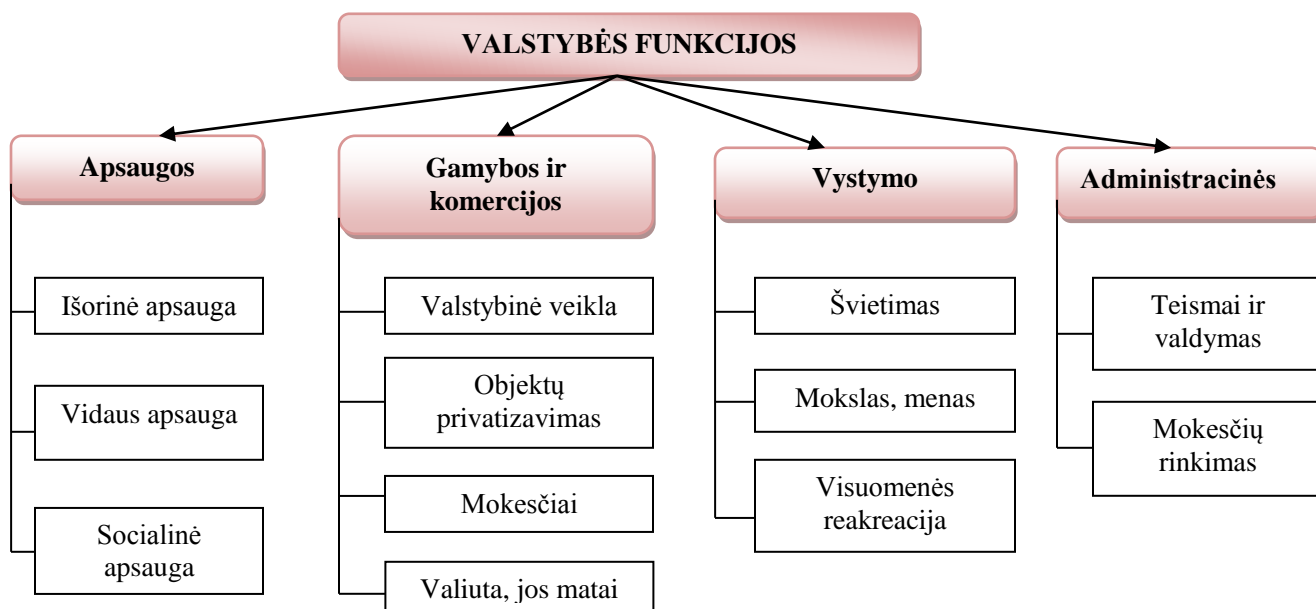 VALSTYBĖS FUNKCIJOS
Apsaugos
Išorinė apsauga
Vidaus apsauga
Socialinė
apsauga
Gamybos ir
komercijos
Valstybinė veikla
Objektų
privatizavimas
Mokesčiai
Valiuta, jos matai
Vystymo
Švietimas
Mokslas, menas
Visuomenės
reakreacija
Administracinės
Teismai ir
valdymas
Mokesčių
rinkimas